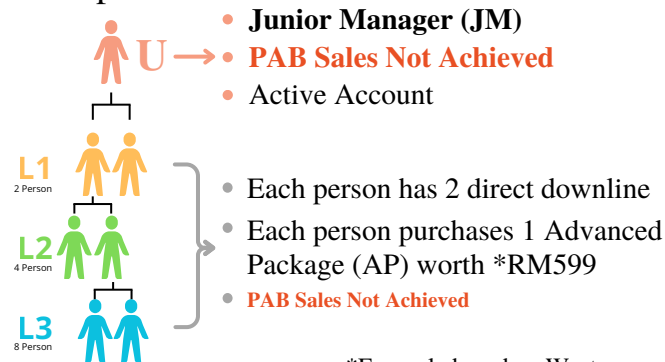 Junior Manager (JM)
U
PAB Sales Not Achieved
Active Account
L1
2 Person
Each person has 2 direct downline
Each person purchases 1 Advanced
Package (AP) worth *RM599
L2
4 Person
PAB Sales Not Achieved
L3
8 Person